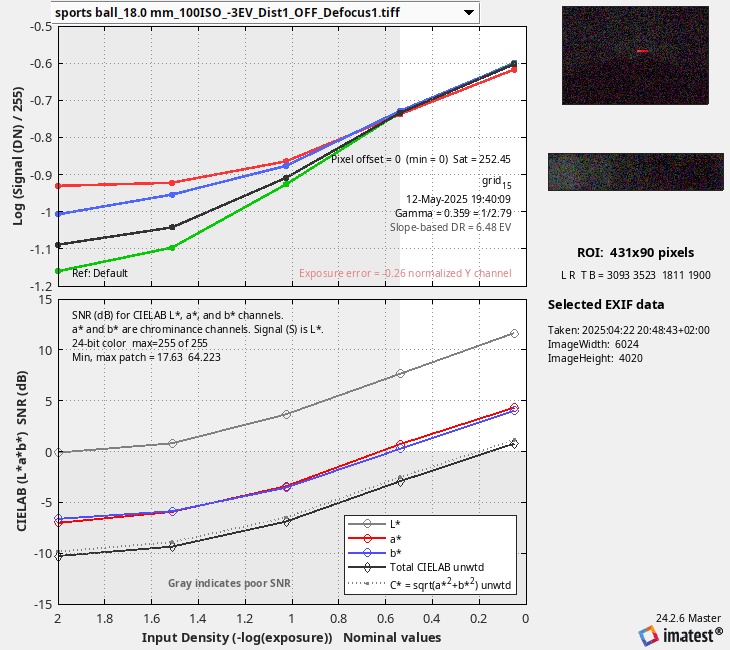 sports ball_18.0 mm_100ISO_-3EV_Dist1_OFF_Defocus1.tiff
Log (Signal (DN) / 255)
-0.5
-0.6
-0.7
-0.8
-0.9
-1
-1.1
-1.2
Pixel offset = 0 (min = 0) Sat = 252.45
grid15
12-May-2025 19:40:09
Gamma = 0.359 = 1/2.79
Slope-based DR = 6.48 EV
Ref: Default
Exposure error = -0.26 normalized Y channel
CIELAB (L*a*b*) SNR (dB)
15
10
5
0
-5
-10
-15
SNR (dB) for CIELAB L*, a*, and b* channels.
a* and b* are chrominance channels. Signal (S) is L*.
24-bit color max=255 of 255
Min, max patch = 17.63 64.223
L*
a*
b*
Total CIELAB unwtd
C* = sqrt(a*2+b*2) unwtd
Gray indicates poor SNR
2 1.8 1.6 1.4 1.2 1 0.8 0.6 0.4 0.2 0
Input Density (-log(exposure)) Nominal values
ROI: 431x90 pixels
L R T B = 3093 3523 1811 1900
Selected EXIF data
Taken: 2025:04:22 20:48:43+02:00
ImageWidth: 6024
ImageHeight: 4020
24.2.6 Master
imatest®